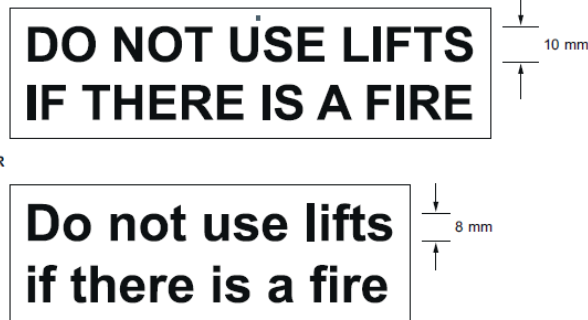 DO NOT USE LIFTS
IF THERE IS A FIRE
10 mm
R
Do not use lifts
if there is a fire
8 mm